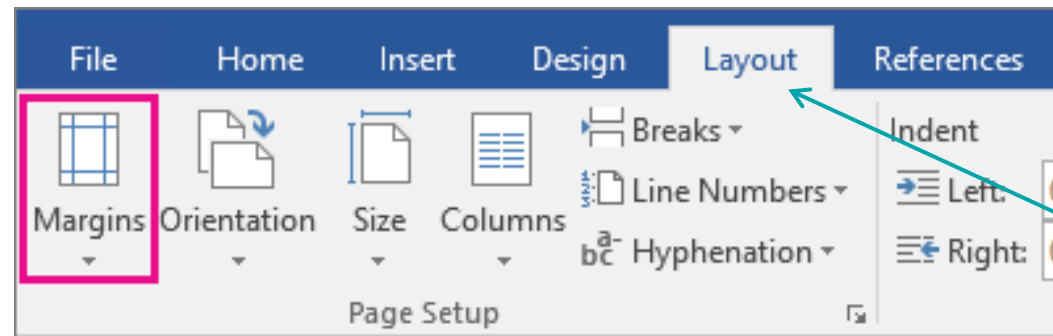 File Home Insert Design Layout References
Margins Orientation Size Columns
Breaks
Line Numbers
Hyphenation
Page Setup
Indent
Left:
Right: